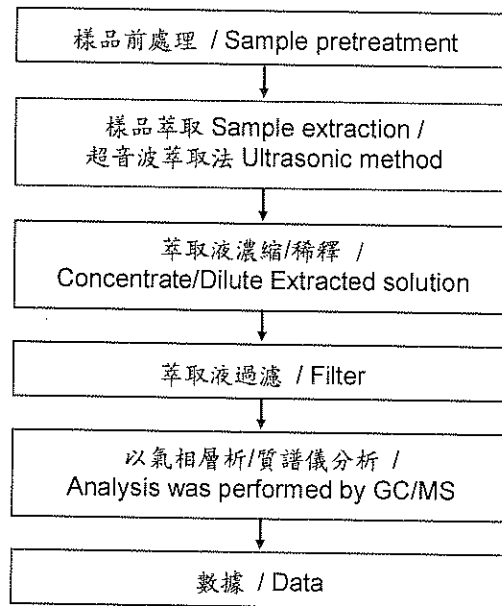 樣品前處理 / Sample pretreatment
樣品萃取 Sample extraction /
超音波萃取法 Ultrasonic method
萃取液濃縮/稀釋 /
Concentrate/Dilute Extracted solution
萃取液過濾 / Filter
以氣相層析/質譜儀分析 /
Analysis was performed by GC/MS
數據 / Data